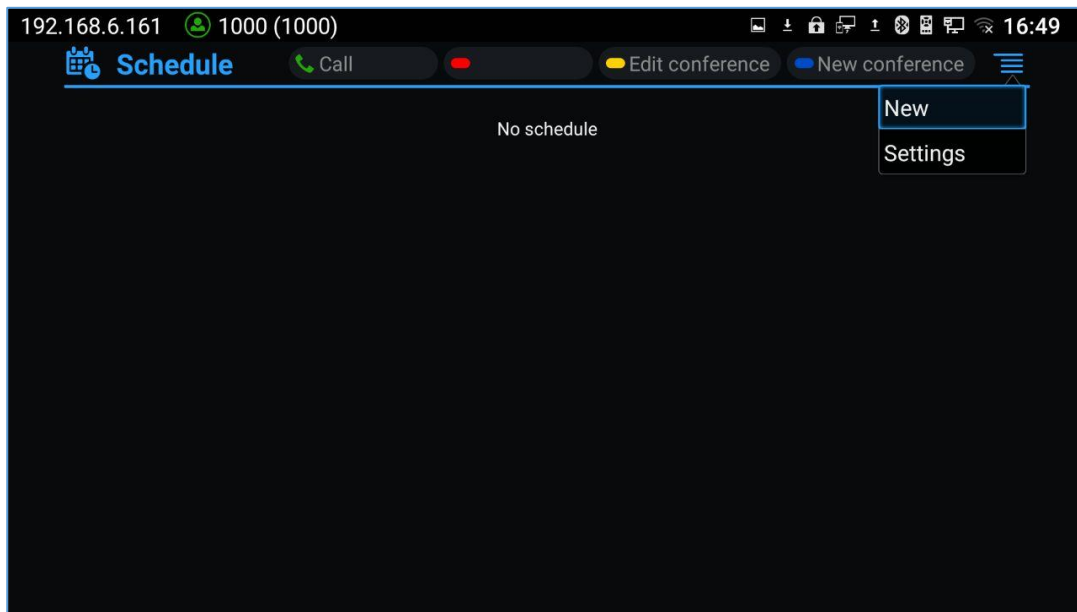 192.168.6.161 1000 (1000) 16:49
Schedule Call Edit conference New conference
New
No schedule
Settings